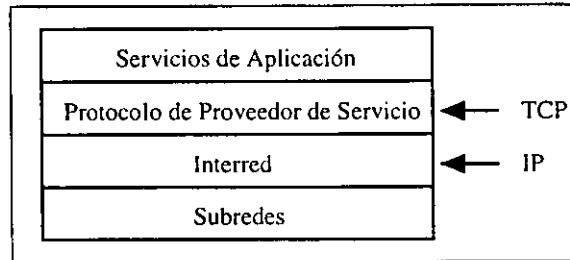 Servicios de Aplicación
Protocolo de Proveedor de Servicio TCP
Interred IP
Subredes